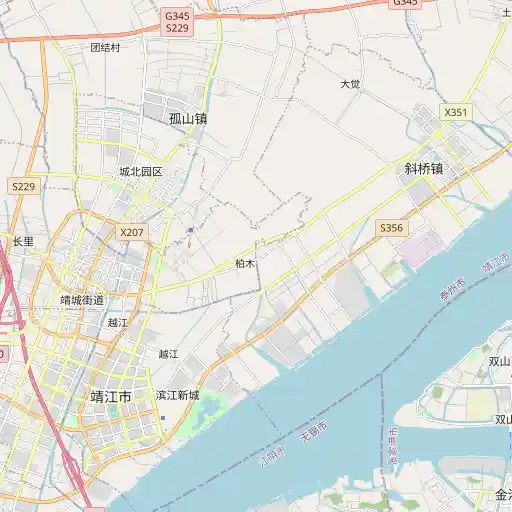 G345
S229
G345
土
团结村
大觉
X351
孤山镇
城北园区
斜桥镇
S229
X207
S356
长里
柏木
靖江市
泰州市
靖城街道
越江
越江
双山
靖江市
滨江新城
双山
无锡市
江阴市
张家港市
金港